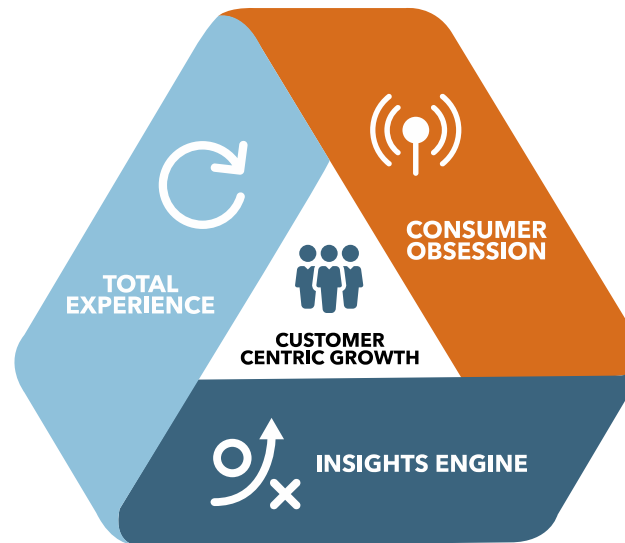 CONSUMER
OBSESSION
TOTAL
EXPERIENCE
CUSTOMER
CENTRIC GROWTH
INSIGHTS ENGINE